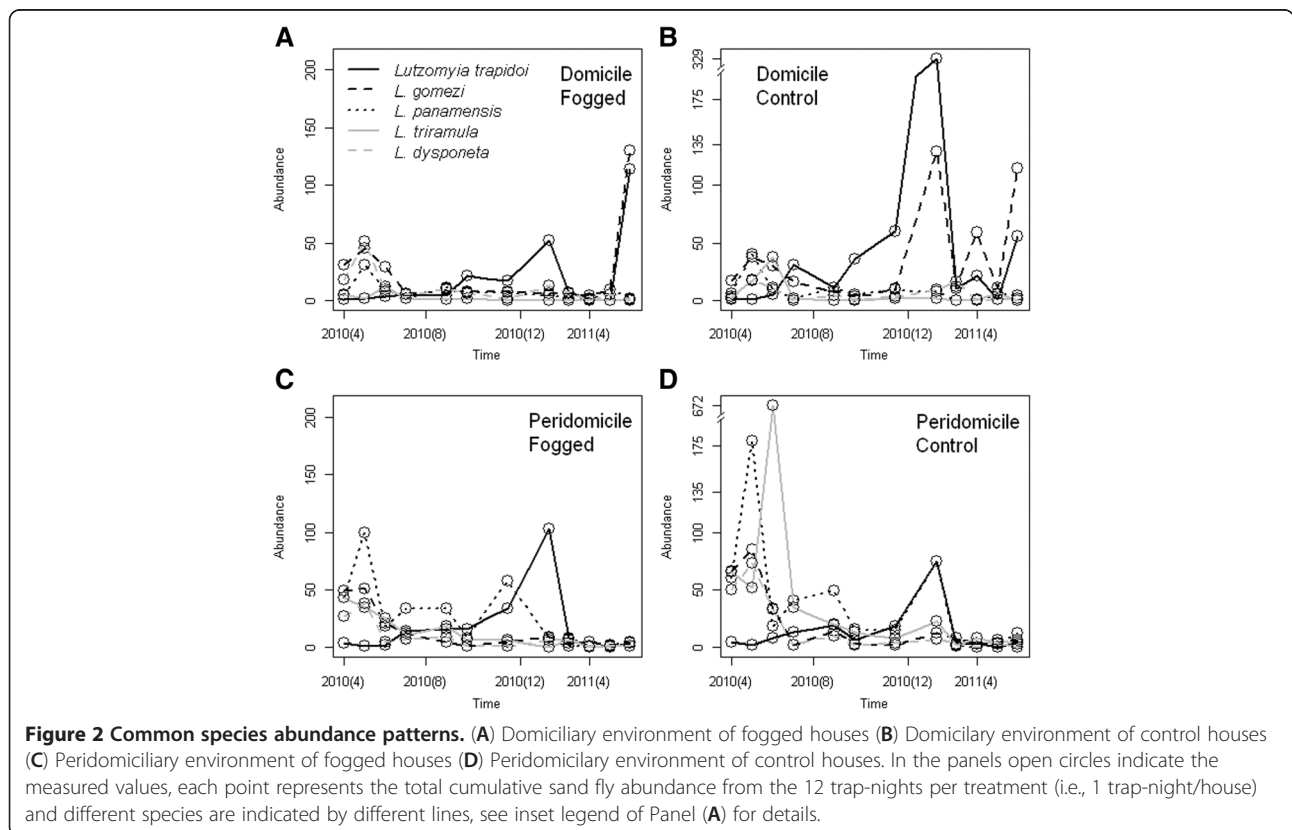 A
200
150
100
50
0
Abundance
Lutzomyia trapidoi
L. gomezi
L. panamensis
L. triramula
L. dysponeta
Domicile
Fogged
2010(4) 2010(8) 2010(12) 2011(4)
Time
B
329
175
135
100
50
0
Abundance
Domicile
Control
2010(4) 2010(8) 2010(12) 2011(4)
Time
C
200
150
100
50
0
Abundance
Peridomicile
Fogged
2010(4) 2010(8) 2010(12) 2011(4)
Time
D
672
175
135
100
50
0
Abundance
Peridomicile
Control
2010(4) 2010(8) 2010(12) 2011(4)
Time
Figure 2 Common species abundance patterns. (A) Domiciliary environment of fogged houses (B) Domicilary environment of control houses
(C) Peridomiciliary environment of fogged houses (D) Peridomicilary environment of control houses. In the panels open circles indicate the
measured values, each point represents the total cumulative sand fly abundance from the 12 trap-nights per treatment (i.e., 1 trap-night/house)
and different species are indicated by different lines, see inset legend of Panel (A) for details.